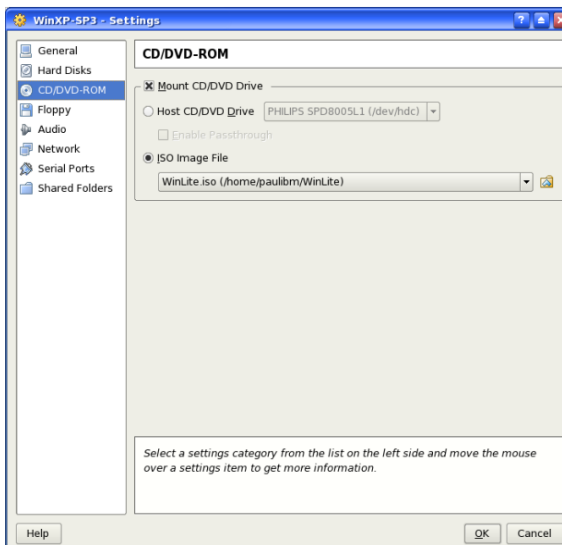 WinXP-SP3 - Settings
General
Hard Disks
CD/DVD-ROM
Floppy
Audio
Network
Serial Ports
Shared Folders
CD/DVD-ROM
Mount CD/DVD Drive
Host CD/DVD Drive PHILIPS SPD8005L1 (/dev/hdc)
Enable Passthrough
ISO Image File
WinLite.iso (/home/paulibm/WinLite)
Select a settings category from the list on the left side and move the mouse
over a settings item to get more information.
Help OK Cancel